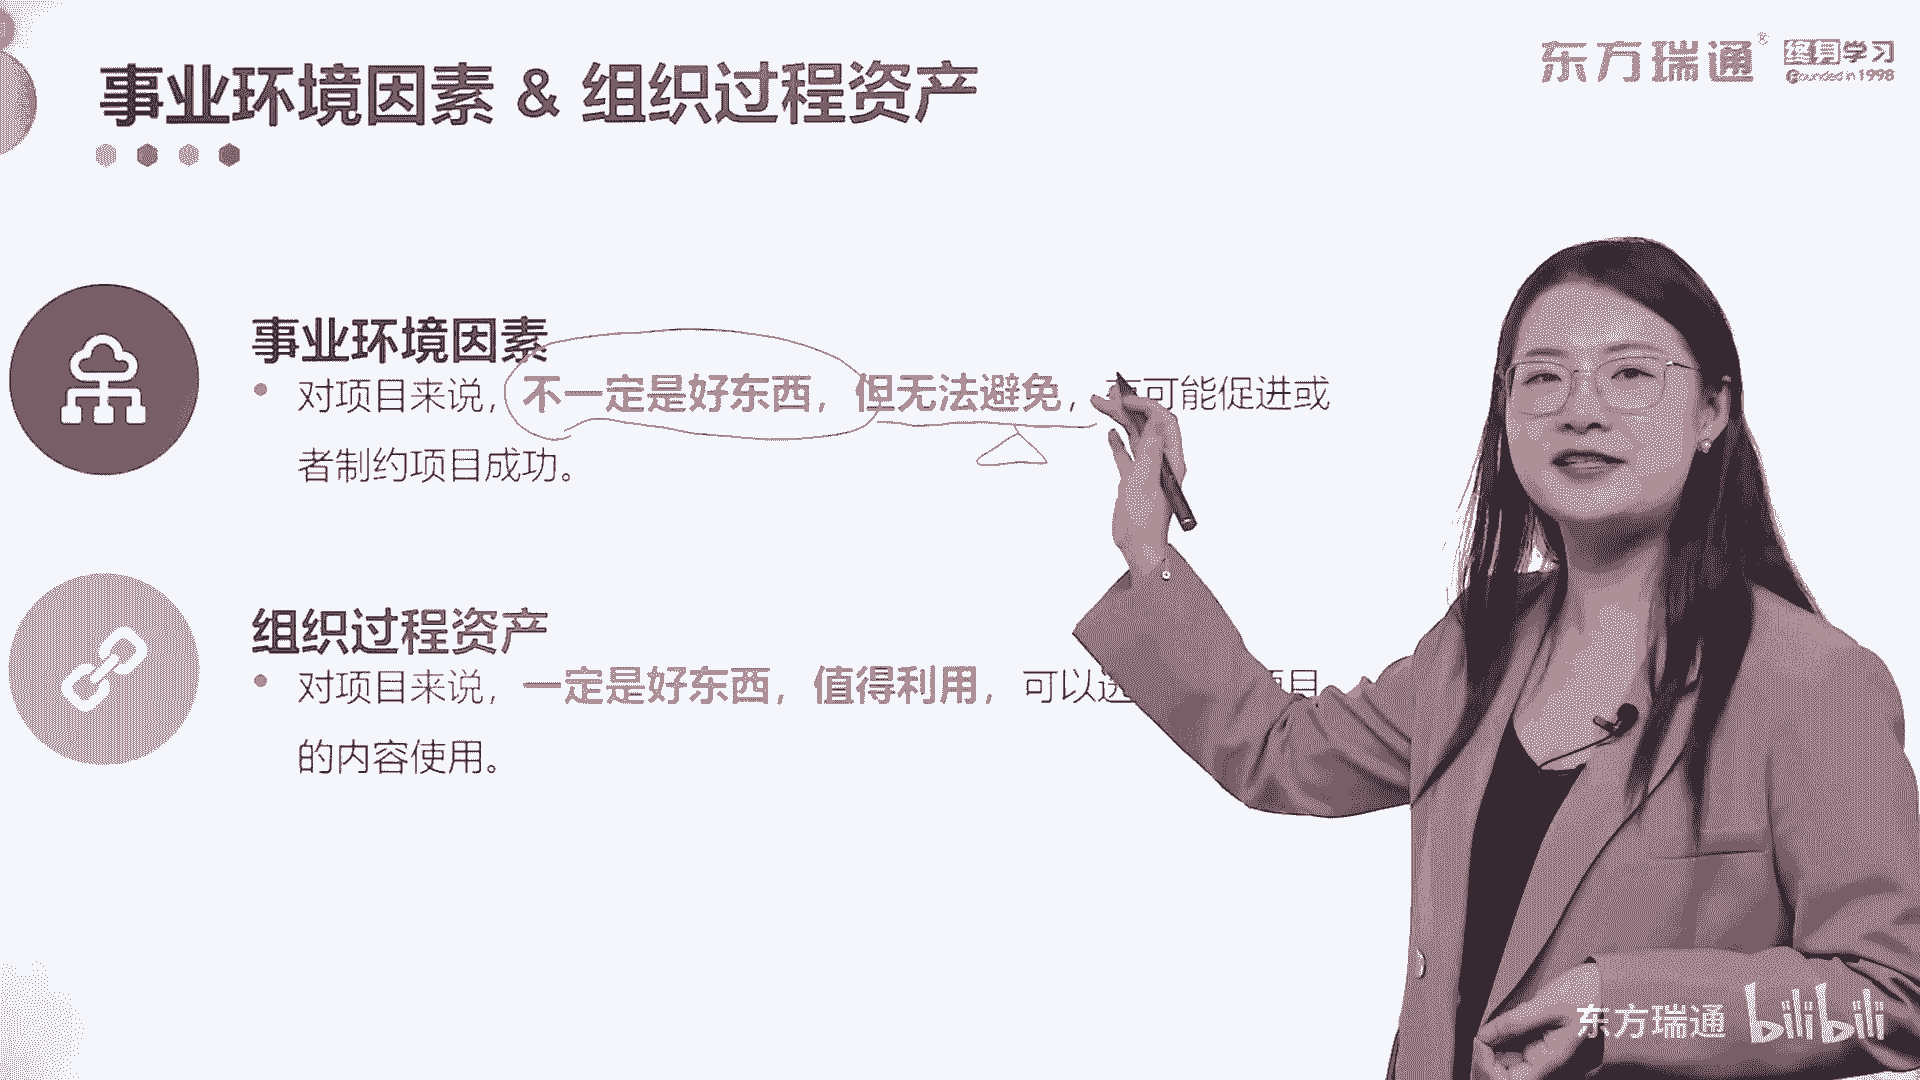 事业环境因素 & 组织过程资产
东方瑞通® 终身学习
Founded in 1998
事业环境因素
• 对项目来说，不一定是好东西，但无法避免，可能促进或
者制约项目成功。
组织过程资产
• 对项目来说，一定是好东西，值得利用，可以 项目
的内容使用。
东方瑞通 bilibili